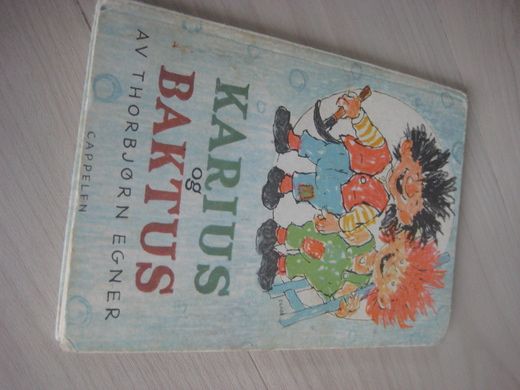 KARIUS
og
BAKTUS
AV THORBJØRN EGNER
CAPPELEN